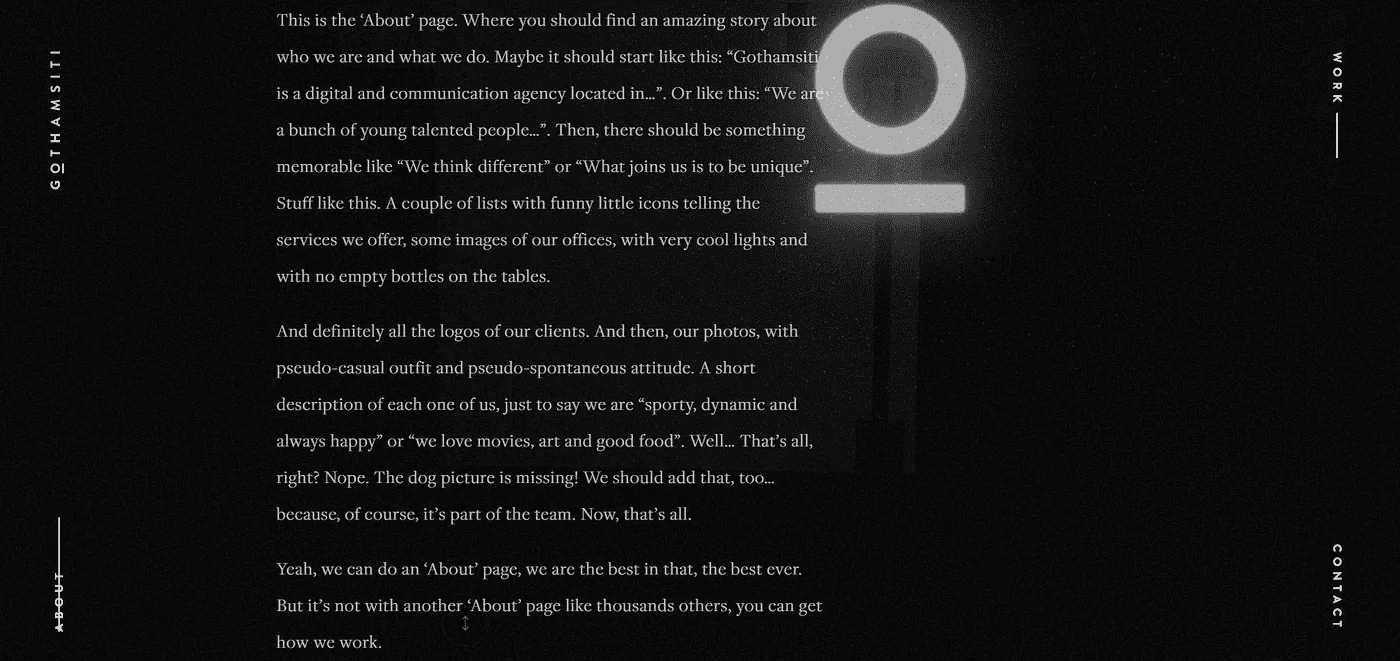 GOTHAMSITI
WORK
This is the ‘About’ page. Where you should find an amazing story about
who we are and what we do. Maybe it should start like this: “Gothamsiti
is a digital and communication agency located in…”. Or like this: “We are
a bunch of young talented people…”. Then, there should be something
memorable like “We think different” or “What joins us is to be unique”.
Stuff like this. A couple of lists with funny little icons telling the
services we offer, some images of our offices, with very cool lights and
with no empty bottles on the tables.
And definitely all the logos of our clients. And then, our photos, with
pseudo-casual outfit and pseudo-spontaneous attitude. A short
description of each one of us, just to say we are “sporty, dynamic and
always happy” or “we love movies, art and good food”. Well… That’s all,
right? Nope. The dog picture is missing! We should add that, too…
because, of course, it’s part of the team. Now, that’s all.
Yeah, we can do an ‘About’ page, we are the best in that, the best ever.
But it’s not with another ‘About’ page like thousands others, you can get
how we work.
ABOUT
CONTACT